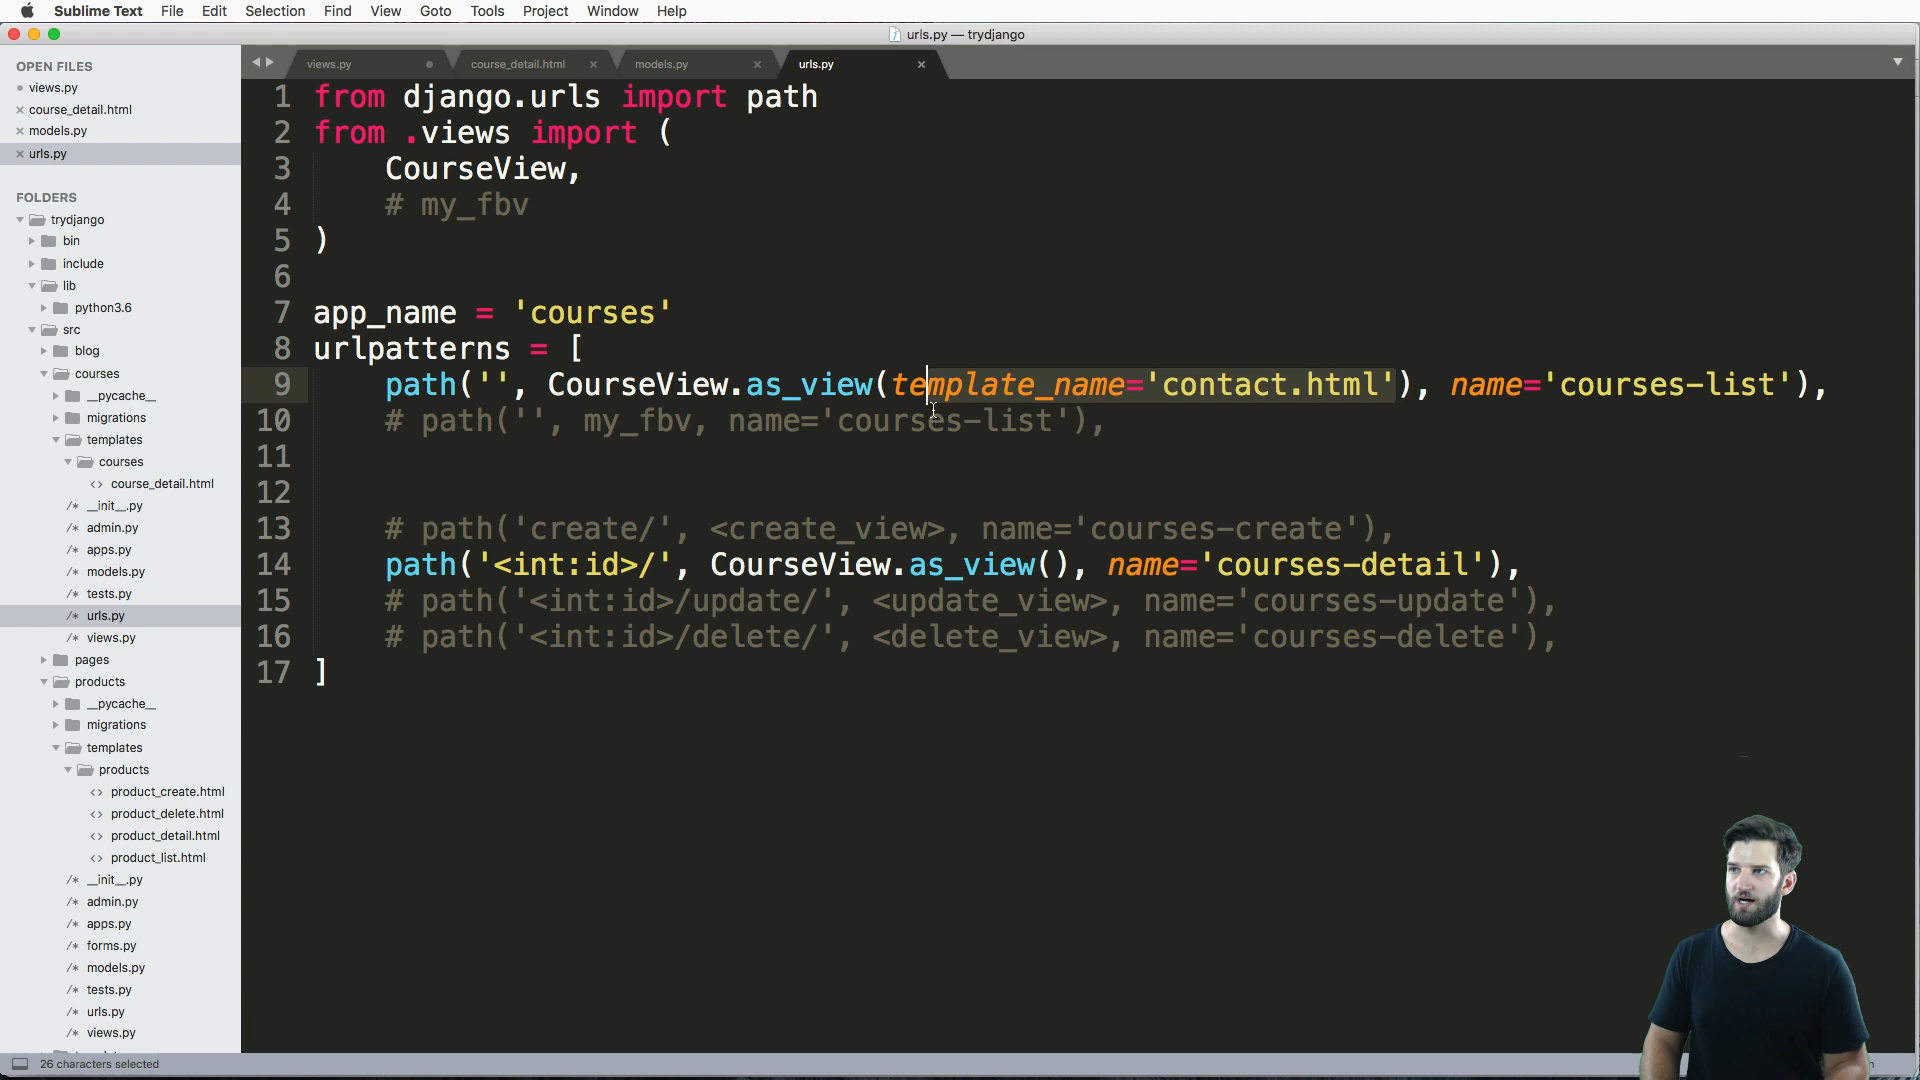 Sublime Text File Edit Selection Find View Goto Tools Project Window Help
urls.py — trydjango
OPEN FILES
views.py
course_detail.html
models.py
urls.py
FOLDERS
trydjango
bin
include
lib
python3.6
src
blog
courses
__pycache__
migrations
templates
courses
course_detail.html
__init__.py
admin.py
apps.py
models.py
tests.py
urls.py
views.py
pages
products
__pycache__
migrations
templates
products
product_create.html
product_delete.html
product_detail.html
product_list.html
__init__.py
admin.py
apps.py
forms.py
models.py
tests.py
urls.py
views.py
views.py course_detail.html models.py urls.py
1 from django.urls import path
2 from .views import (
3 CourseView,
4 # my_fbv
5 )
6
7 app_name = 'courses'
8 urlpatterns = [
9 path('', CourseView.as_view(template_name='contact.html'), name='courses-list'),
10 # path('', my_fbv, name='courses-list'),
11
12
13 # path('create/', <create_view>, name='courses-create'),
14 path('<int:id>/', CourseView.as_view(), name='courses-detail'),
15 # path('<int:id>/update/', <update_view>, name='courses-update'),
16 # path('<int:id>/delete/', <delete_view>, name='courses-delete'),
17 ]
26 characters selected